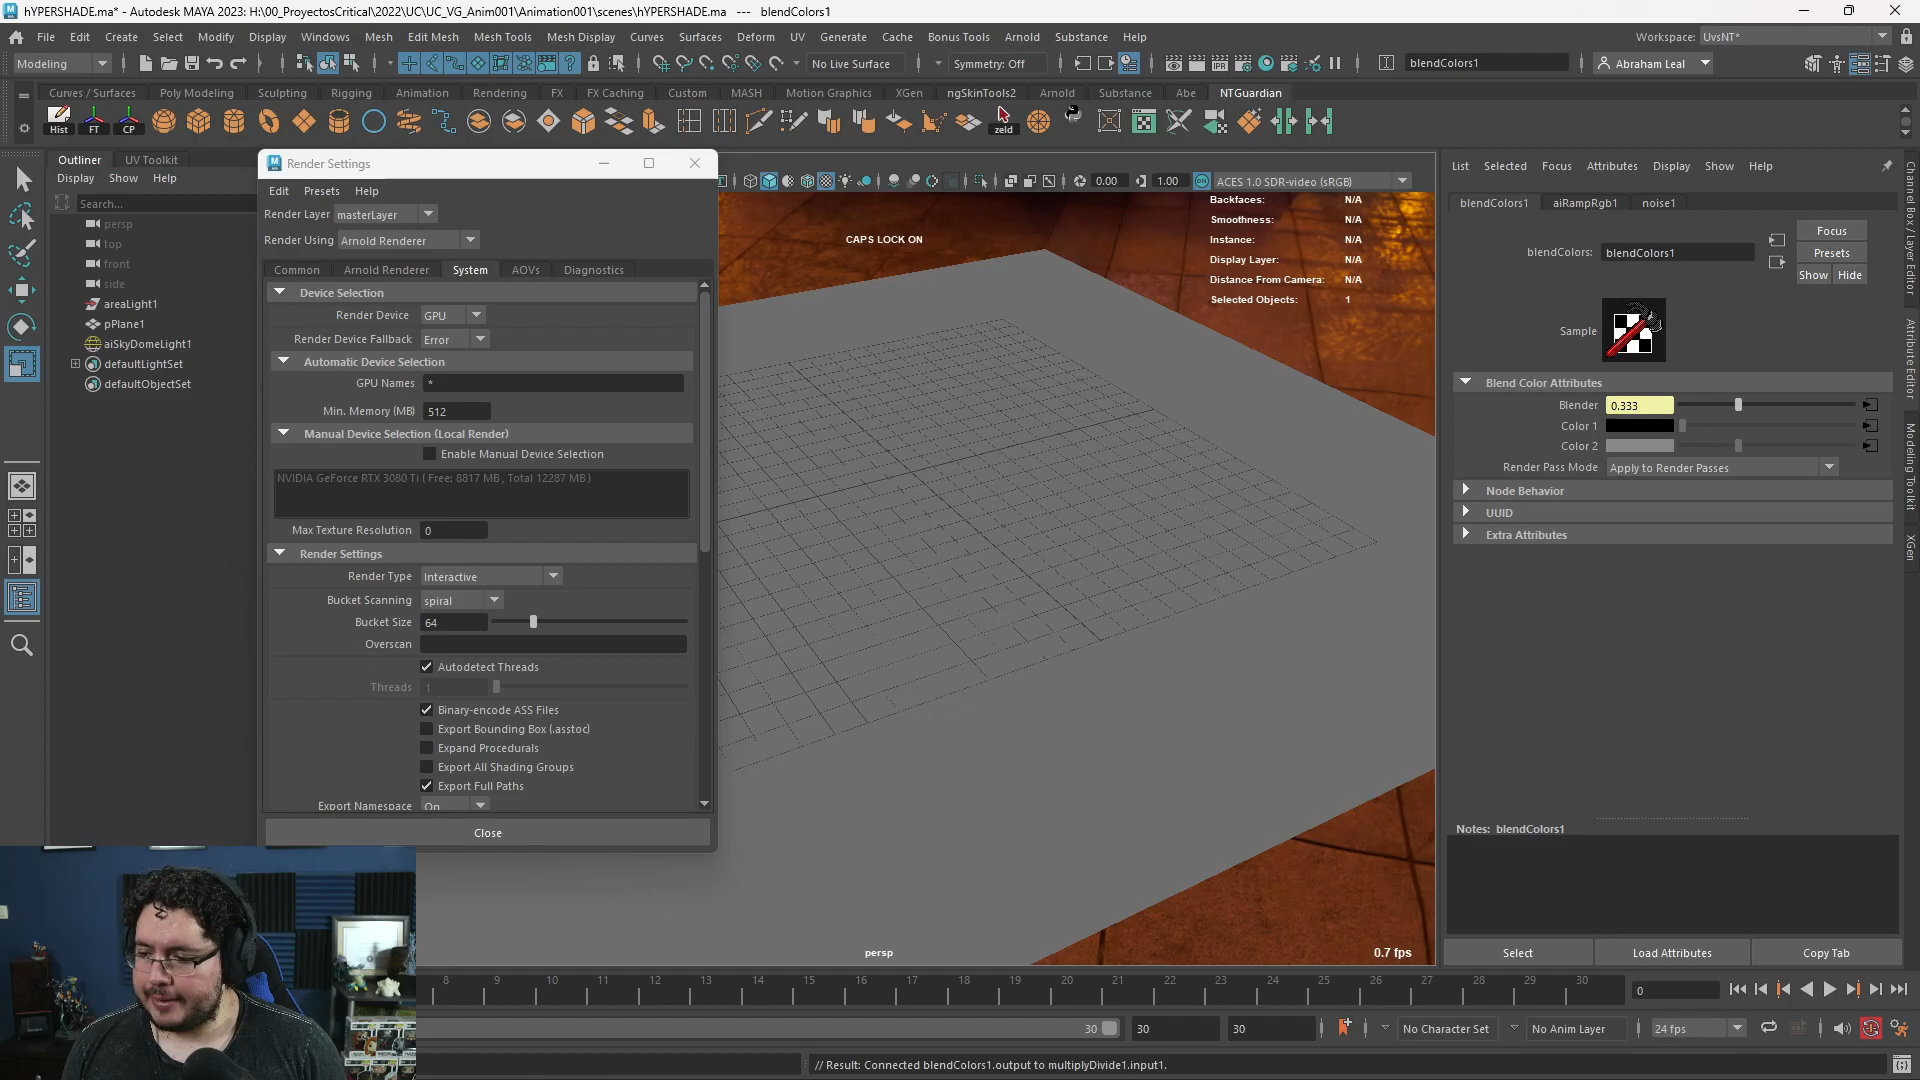 hYPERSHADE.ma* - Autodesk MAYA 2023: H:\00_ProyectosCritical\2022\UC\UC_VG_Anim001\Animation001\scenes\hYPERSHADE.ma --- blendColors1
File Edit Create Select Modify Display Windows Mesh Edit Mesh Mesh Tools Mesh Display Curves Surfaces Deform UV Generate Cache Bonus Tools Arnold Substance Help
Workspace: UvsNT*
Modeling
No Live Surface
Symmetry: Off
blendColors1
Abraham Leal
Curves / Surfaces Poly Modeling Sculpting Rigging Animation Rendering FX FX Caching Custom MASH Motion Graphics XGen ngSkinTools2 Arnold Substance Abe NTGuardian
Hist FT CP zeld
Outliner UV Toolkit
Display Show Help
Search...
persp
top
front
side
areaLight1
pPlane1
aiSkyDomeLight1
defaultLightSet
defaultObjectSet
Render Settings
Edit Presets Help
Render Layer masterLayer
Render Using Arnold Renderer
Common Arnold Renderer System AOVs Diagnostics
Device Selection
Render Device GPU
Render Device Fallback Error
Automatic Device Selection
GPU Names *
Min. Memory (MB) 512
Manual Device Selection (Local Render)
Enable Manual Device Selection
NVIDIA GeForce RTX 3080 Ti ( Free: 8817 MB , Total 12287 MB )
Max Texture Resolution 0
Render Settings
Render Type Interactive
Bucket Scanning spiral
Bucket Size 64
Overscan
Autodetect Threads
Threads 1
Binary-encode ASS Files
Export Bounding Box (.asstoc)
Expand Procedurals
Export All Shading Groups
Export Full Paths
Export Namespace On
Close
0.00 1.00 ACES 1.0 SDR-video (sRGB)
CAPS LOCK ON
Backfaces: N/A
Smoothness: N/A
Instance: N/A
Display Layer: N/A
Distance From Camera: N/A
Selected Objects: 1
persp
0.7 fps
List Selected Focus Attributes Display Show Help
blendColors1 aiRampRgb1 noise1
blendColors: blendColors1
Focus
Presets
Show Hide
Sample
Blend Color Attributes
Blender 0.333
Color 1
Color 2
Render Pass Mode Apply to Render Passes
Node Behavior
UUID
Extra Attributes
Notes: blendColors1
Select Load Attributes Copy Tab
Channel Box / Layer Editor
Attribute Editor
Modeling Toolkit
XGen
8 9 10 11 12 13 14 15 16 17 18 19 20 21 22 23 24 25 26 27 28 29 30
0
30 30 30
No Character Set
No Anim Layer
24 fps
// Result: Connected blendColors1.output to multiplyDivide1.input1.